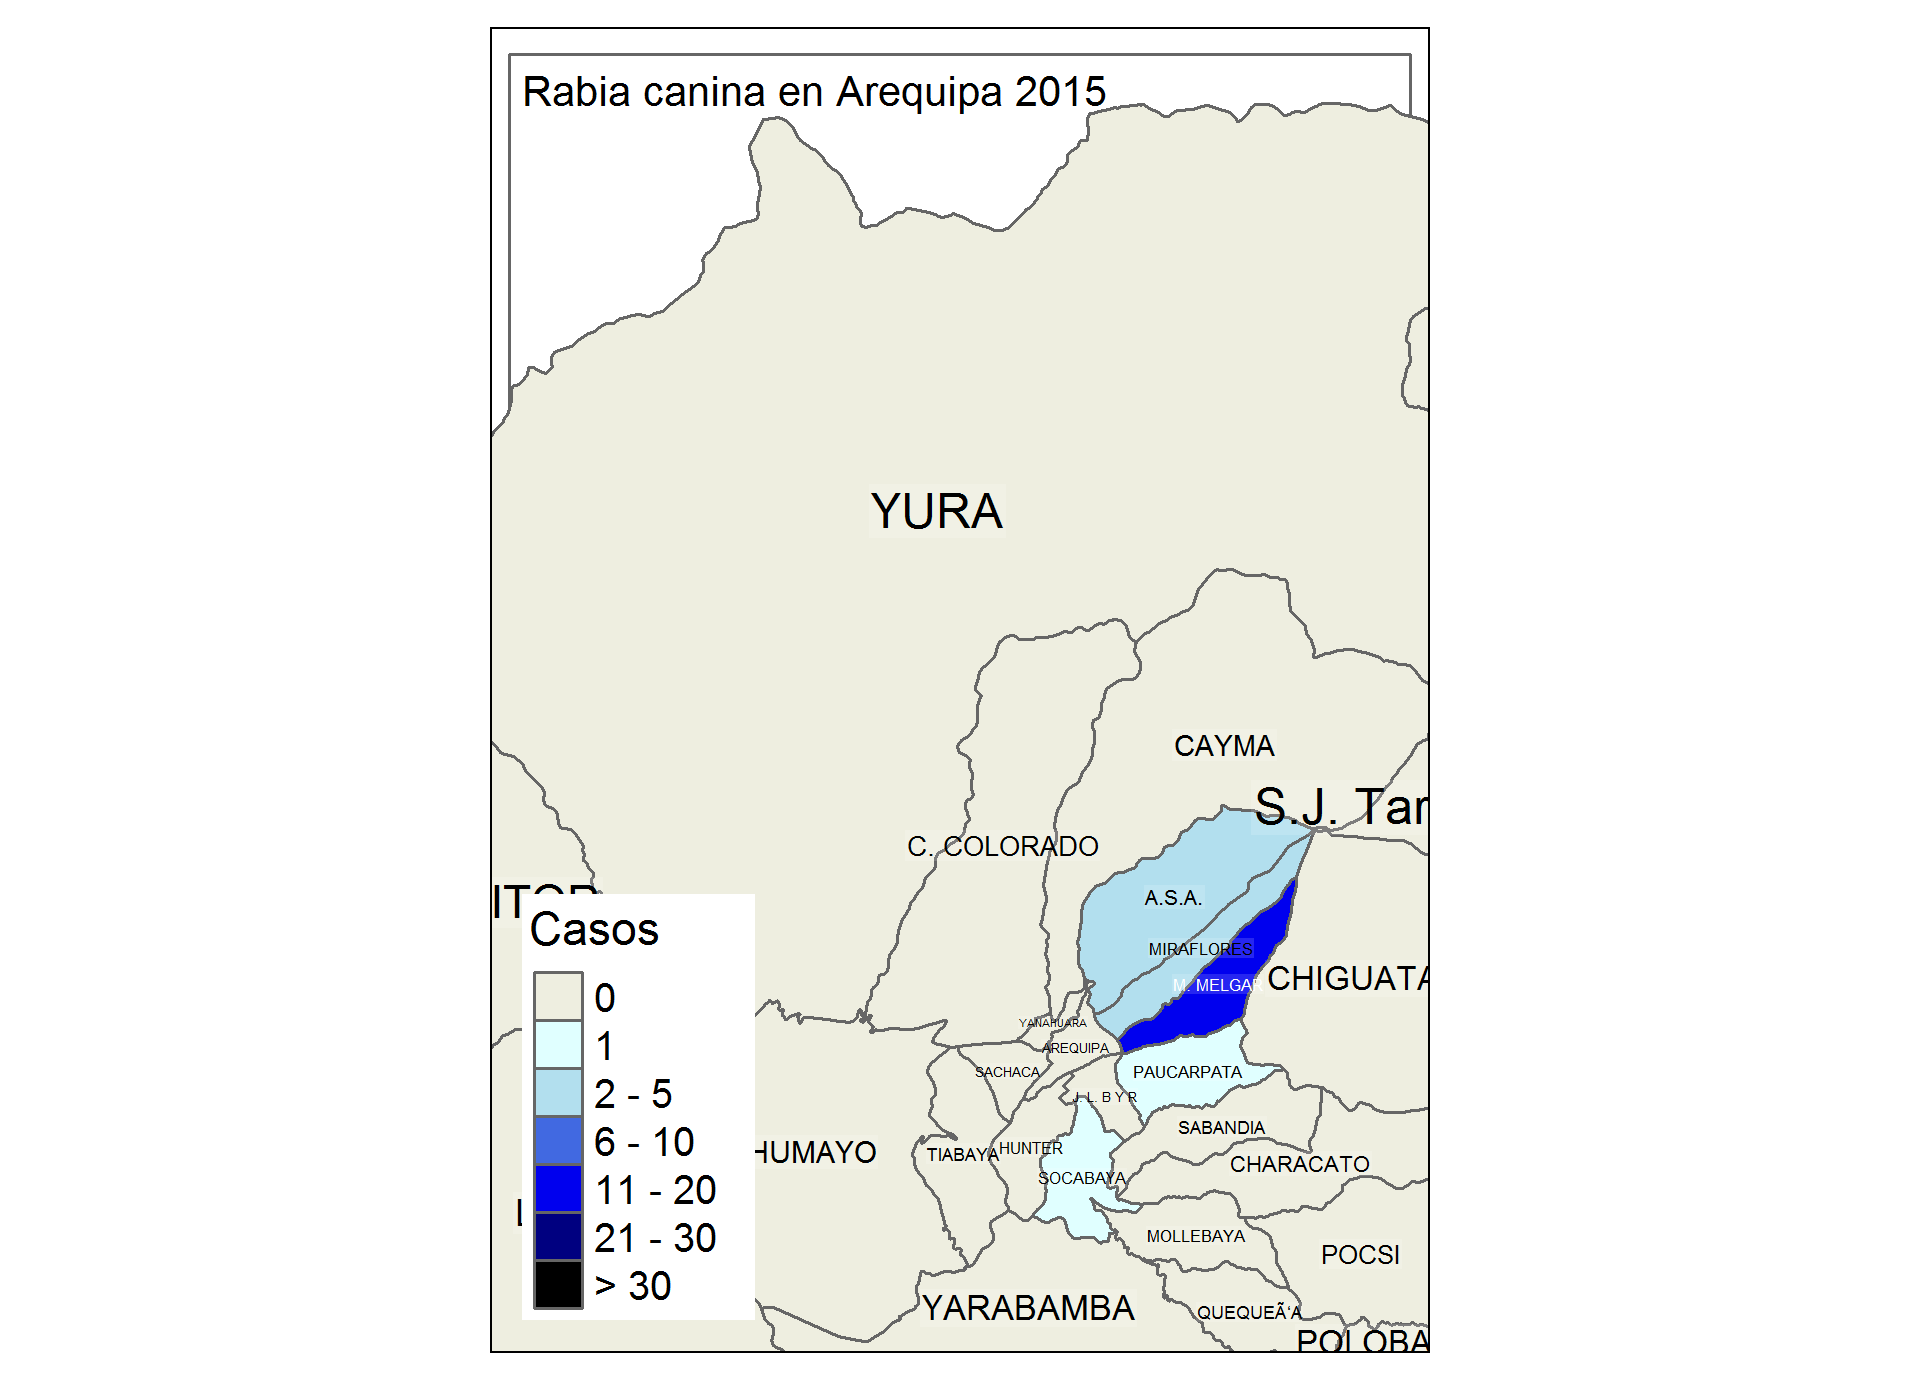 Rabia canina en Arequipa 2015
YURA
CAYMA
S.J. Tar
C. COLORADO
A.S.A.
MIRAFLORES
M. MELGAR
CHIGUATA
YANAHUARA
AREQUIPA
SACHACA
PAUCARPATA
J. L. B Y R
SABANDIA
HUMAYO
TIABAYA
HUNTER
CHARACATO
SOCABAYA
MOLLEBAYA
POCSI
YARABAMBA
QUEQUEÃ‘A
POLOBA
Casos
0
1
2 - 5
6 - 10
11 - 20
21 - 30
> 30